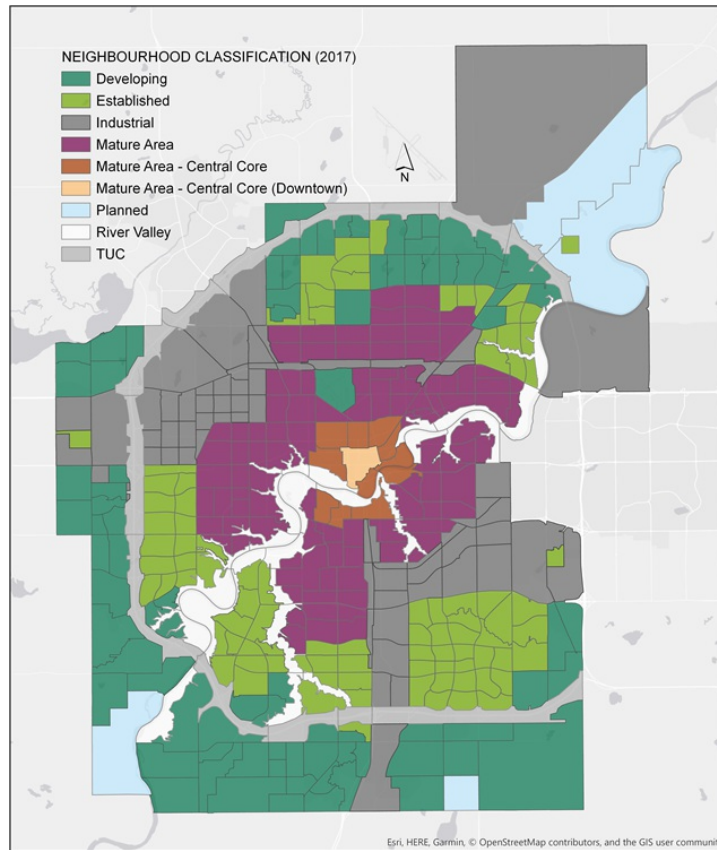 NEIGHBOURHOOD CLASSIFICATION (2017)
Developing
Established
Industrial
Mature Area
Mature Area - Central Core
Mature Area - Central Core (Downtown)
Planned
River Valley
TUC
N
Esri, HERE, Garmin, © OpenStreetMap contributors, and the GIS user communit